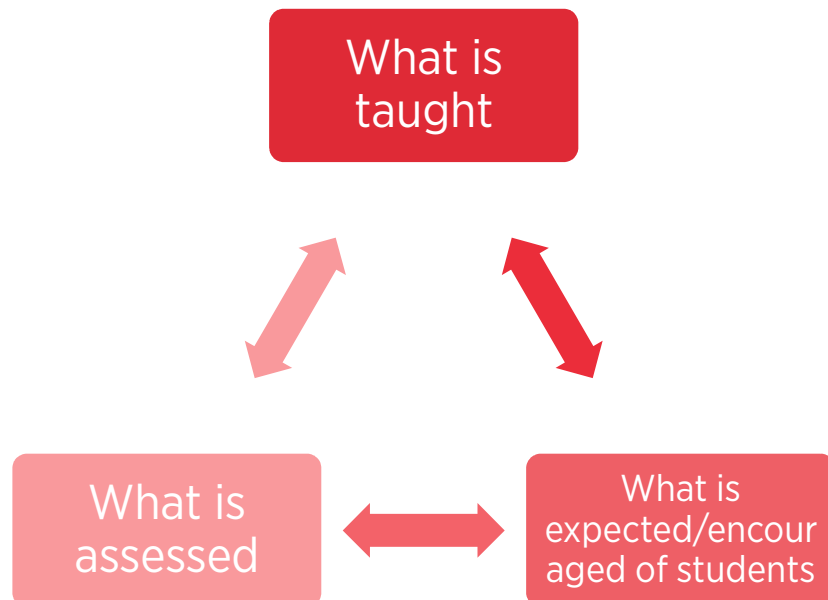 What is
taught
What is
assessed
What is
expected/encour
aged of students